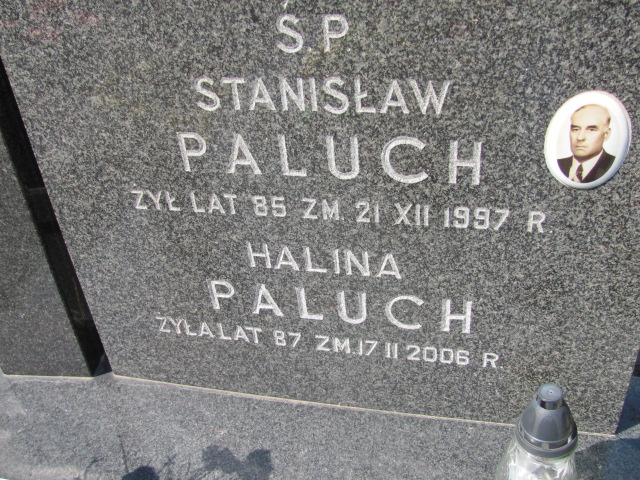 Ś.P
STANISŁAW
PALUCH
ŻYŁ LAT 85 ZM. 21 XII 1997 R.
HALINA
PALUCH
ŻYŁA LAT 87 ZM. 17 II 2006 R.